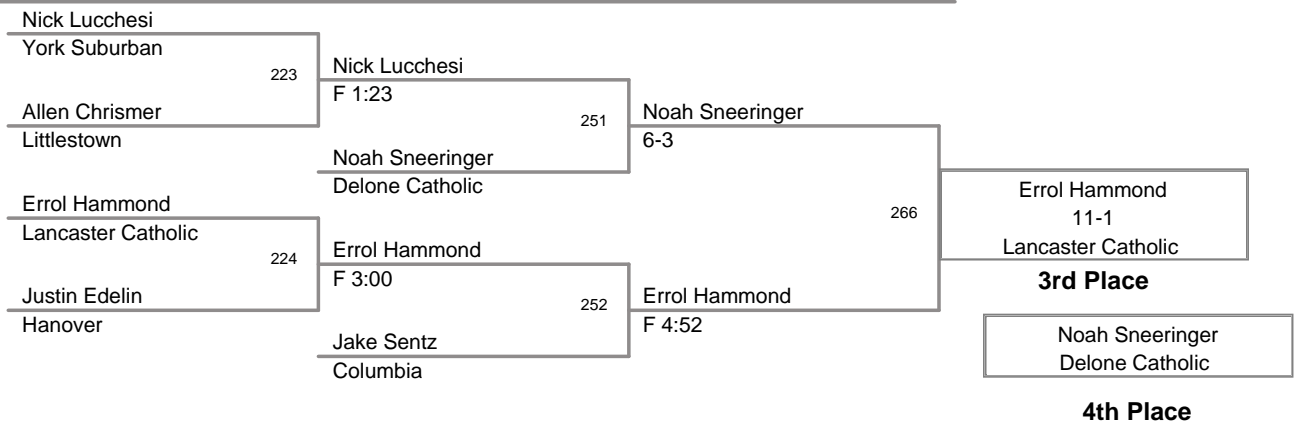 Nick Lucchesi
York Suburban
223
Nick Lucchesi
F 1:23
Allen Chrismer
Littlestown
251
Noah Sneeringer
6-3
Noah Sneeringer
Delone Catholic
Errol Hammond
Lancaster Catholic
224
Errol Hammond
F 3:00
Justin Edelin
Hanover
252
Errol Hammond
F 4:52
Jake Sentz
Columbia
266
Errol Hammond
11-1
Lancaster Catholic
3rd Place
Noah Sneeringer
Delone Catholic
4th Place